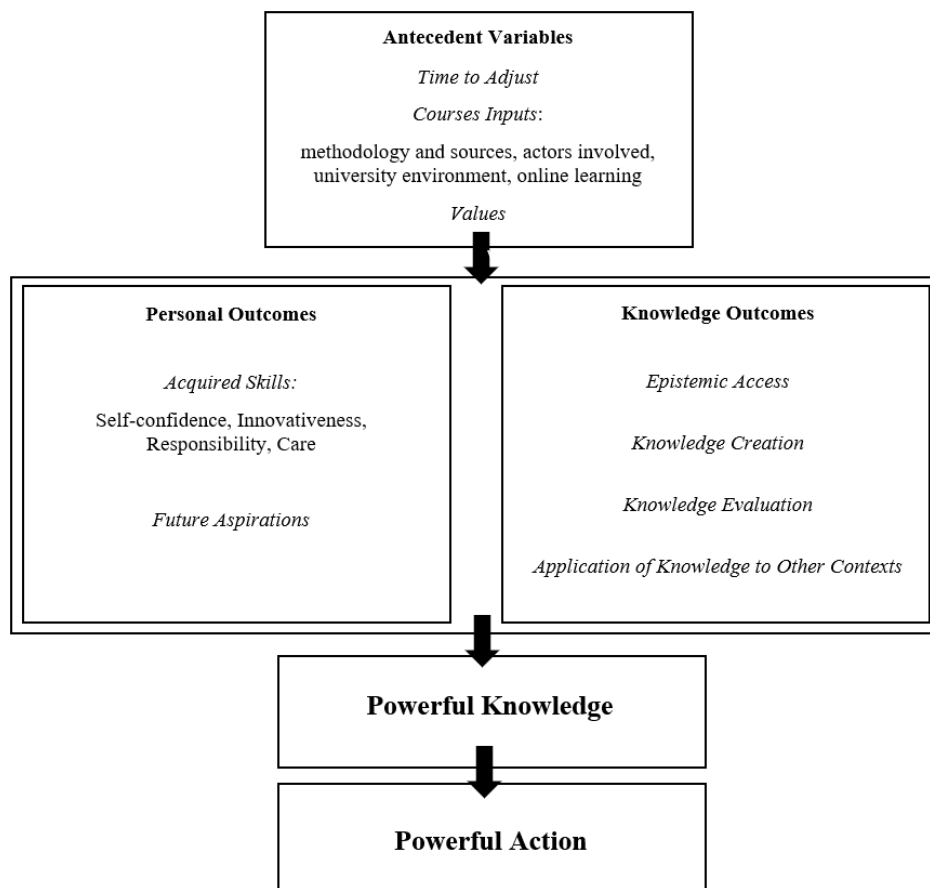 Antecedent Variables
Time to Adjust
Courses Inputs:
methodology and sources, actors involved,
university environment, online learning
Values
Personal Outcomes
Acquired Skills:
Self-confidence, Innovativeness,
Responsibility, Care
Future Aspirations
Knowledge Outcomes
Epistemic Access
Knowledge Creation
Knowledge Evaluation
Application of Knowledge to Other Contexts
Powerful Knowledge
Powerful Action